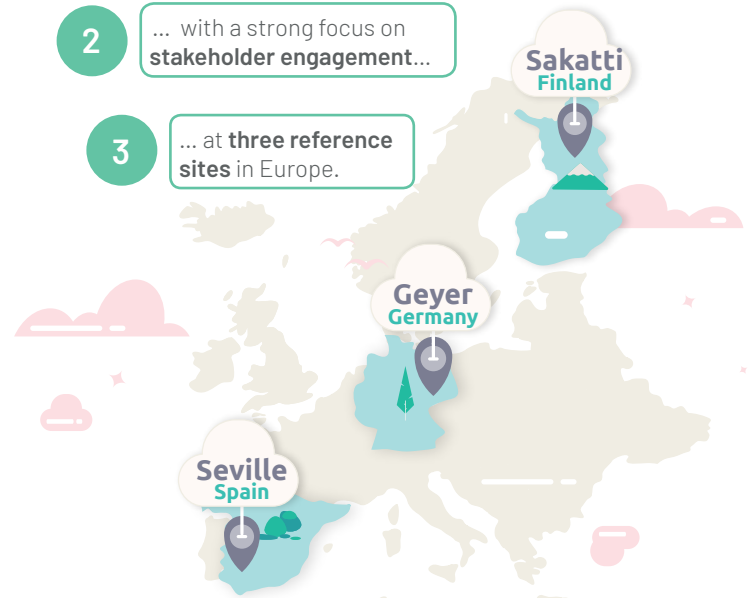 2
... with a strong focus on
stakeholder engagement...
3
... at three reference
sites in Europe.
Sakatti
Finland
Geyer
Germany
Seville
Spain